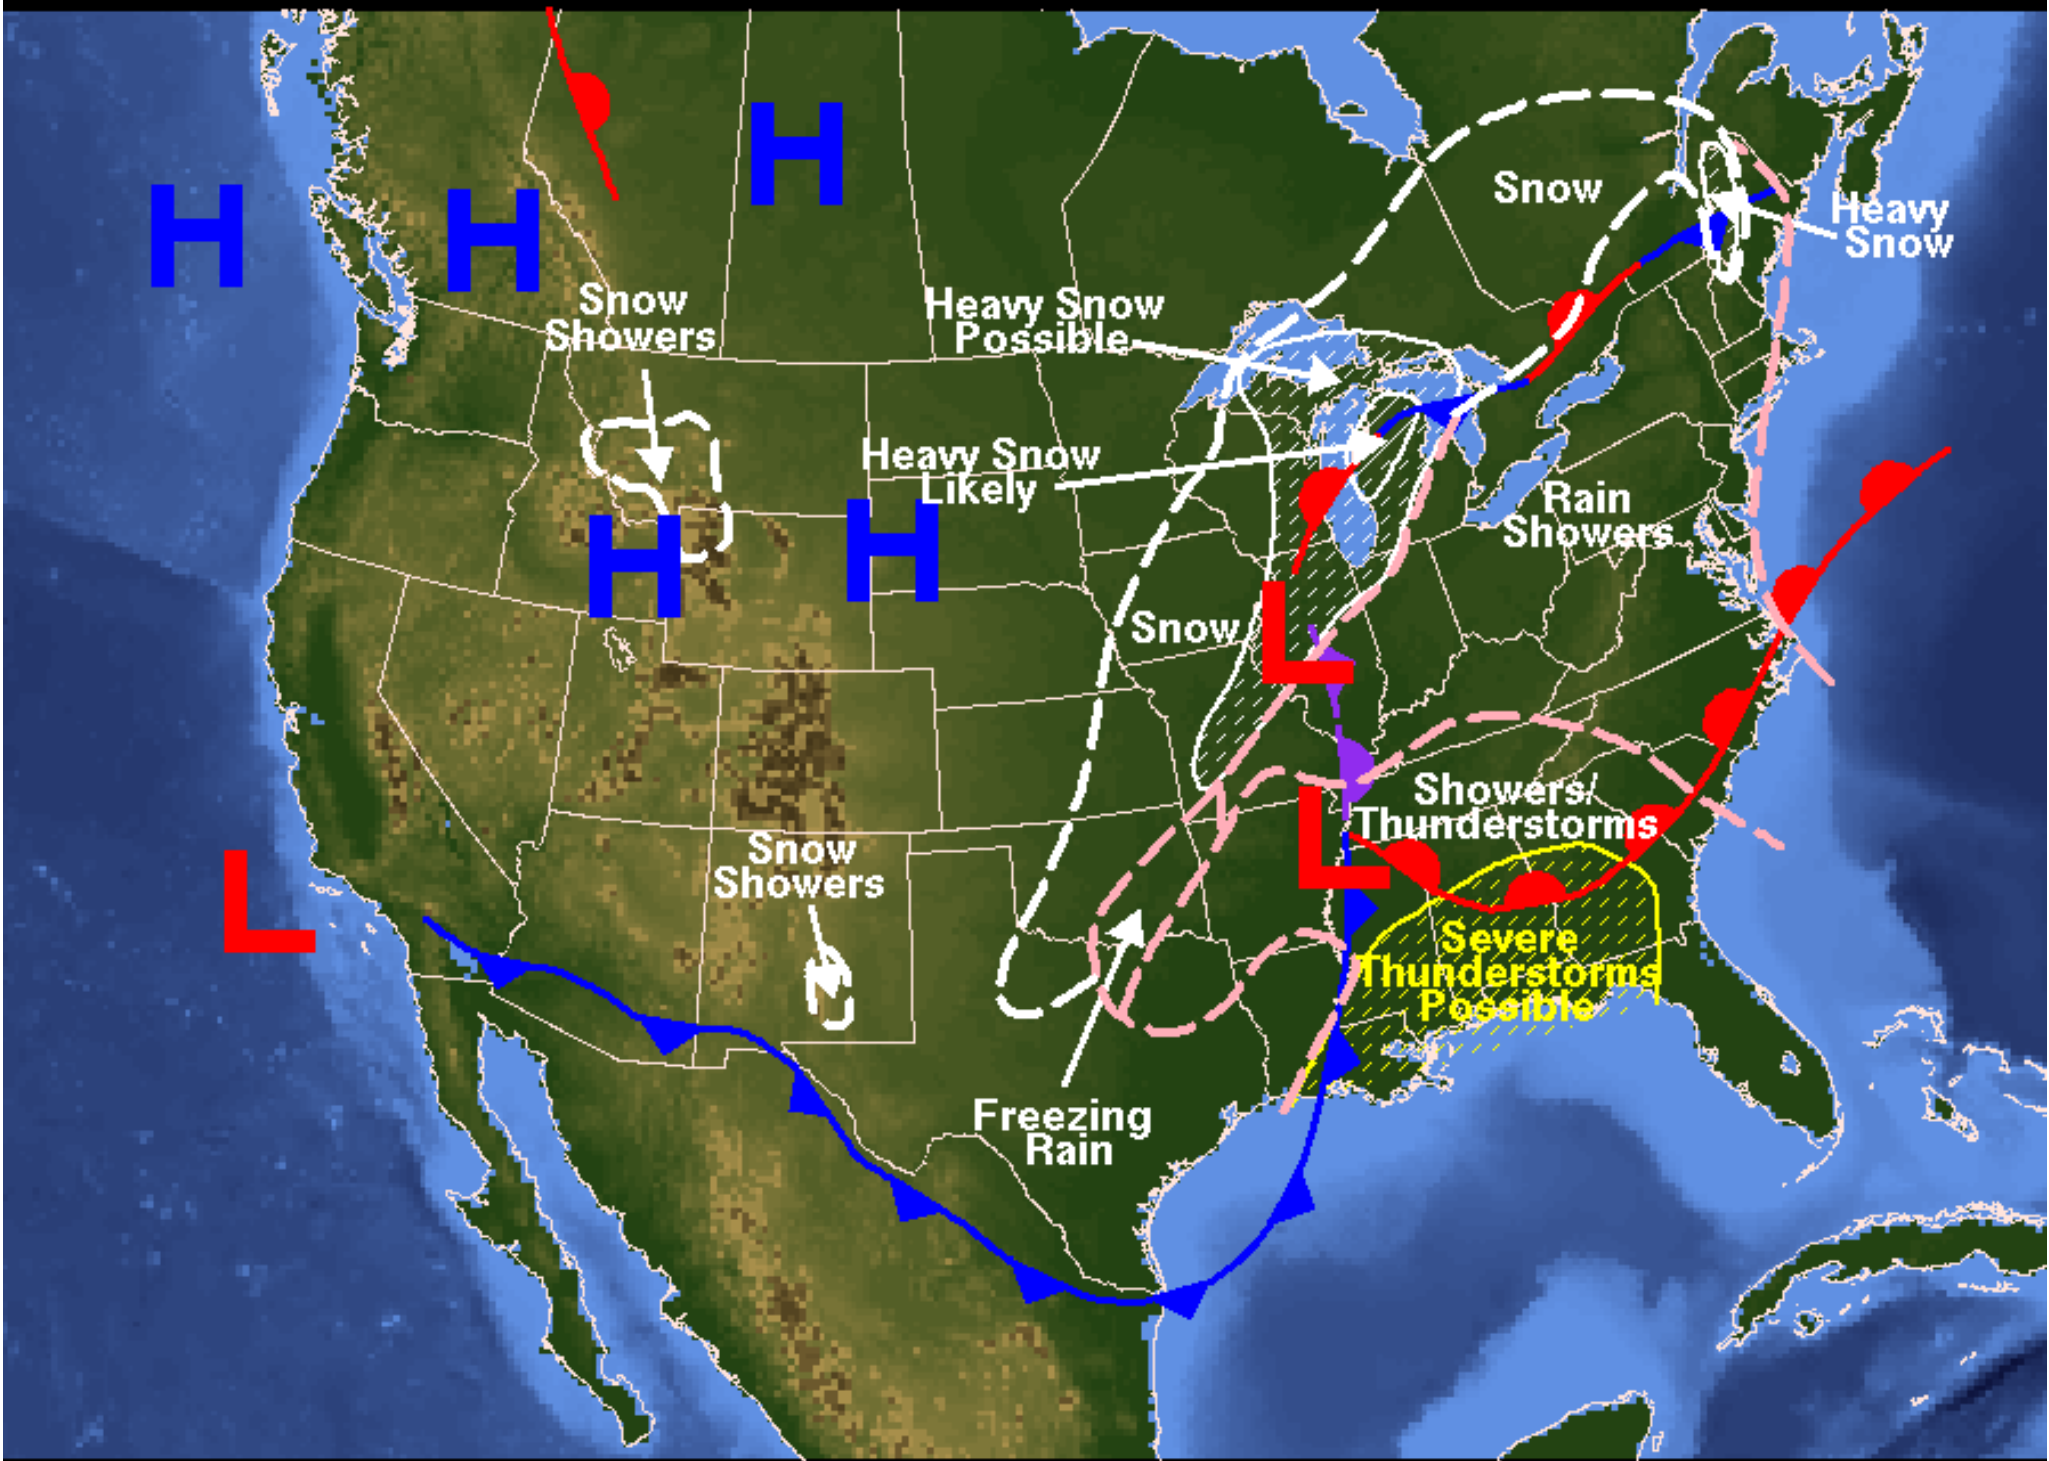 H
H
H
Snow
Heavy
Snow
Snow
Showers
Heavy Snow
Possible
Heavy Snow
Likely
Rain
Showers
H
H
Snow
L
Snow
Showers
Showers/
Thunderstorms
L
L
Severe
Thunderstorms
Possible
Freezing
Rain